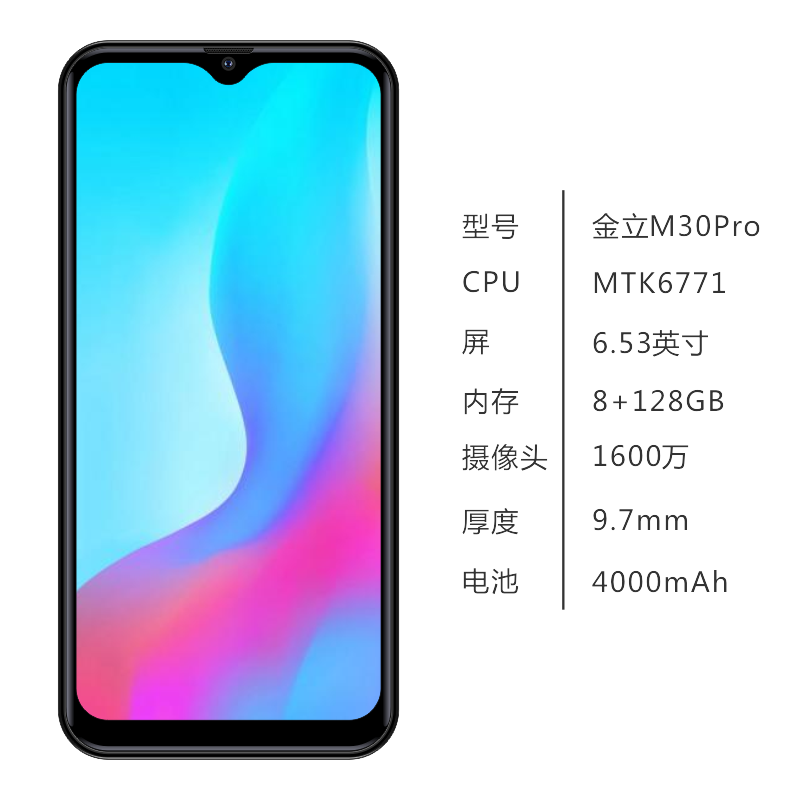 型号 金立M30Pro
CPU MTK6771
屏 6.53英寸
内存 8+128GB
摄像头 1600万
厚度 9.7mm
电池 4000mAh